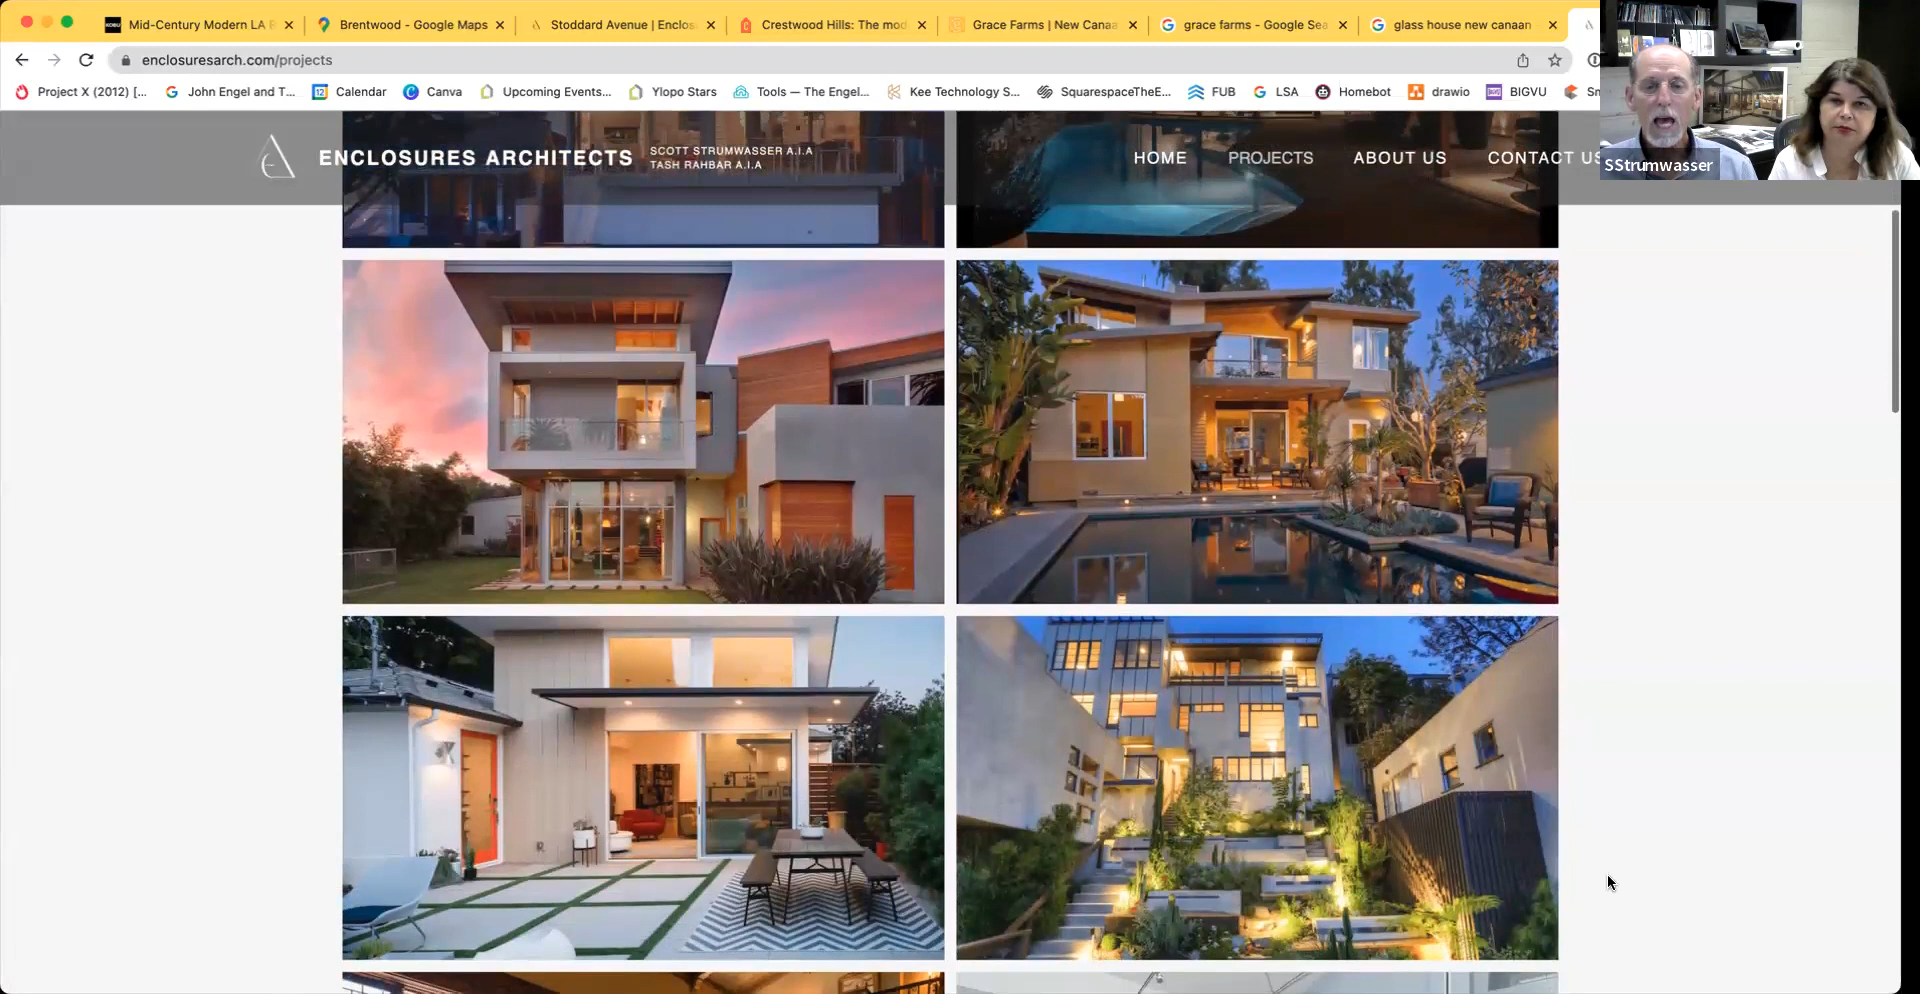 Mid-Century Modern LA
Brentwood - Google Maps
Stoddard Avenue | Enclos
Crestwood Hills: The mod
Grace Farms | New Canaa
grace farms - Google Sea
glass house new canaan
enclosuresarch.com/projects
Project X (2012) [...
John Engel and T...
Calendar
Canva
Upcoming Events...
Ylopo Stars
Tools — The Engel...
Kee Technology S...
SquarespaceTheE...
FUB
LSA
Homebot
drawio
BIGVU
ENCLOSURES ARCHITECTS
SCOTT STRUMWASSER A.I.A
TASH RAHBAR A.I.A
HOME
PROJECTS
ABOUT US
CONTACT US
SStrumwasser